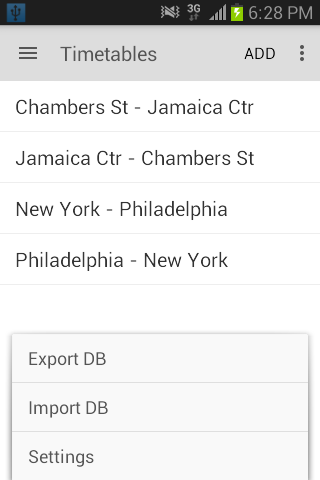 3G 6:28 PM
Timetables ADD
Chambers St - Jamaica Ctr
Jamaica Ctr - Chambers St
New York - Philadelphia
Philadelphia - New York
Export DB
Import DB
Settings